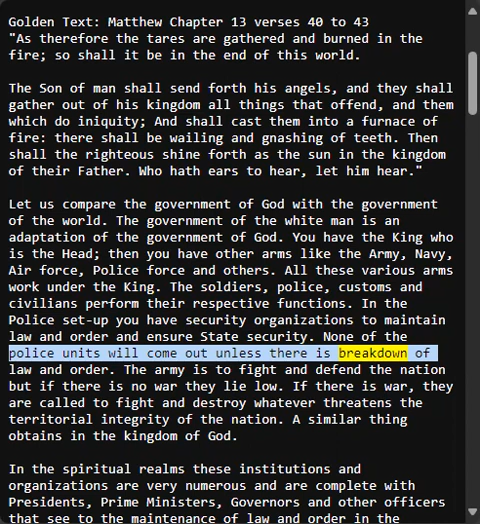 Golden Text: Matthew Chapter 13 verses 40 to 43
"As therefore the tares are gathered and burned in the
fire; so shall it be in the end of this world.
The Son of man shall send forth his angels, and they shall
gather out of his kingdom all things that offend, and them
which do iniquity; And shall cast them into a furnace of
fire: there shall be wailing and gnashing of teeth. Then
shall the righteous shine forth as the sun in the kingdom
of their Father. Who hath ears to hear, let him hear."
Let us compare the government of God with the government
of the world. The government of the white man is an
adaptation of the government of God. You have the King who
is the Head; then you have other arms like the Army, Navy,
Air force, Police force and others. All these various arms
work under the King. The soldiers, police, customs and
civilians perform their respective functions. In the
Police set-up you have security organizations to maintain
law and order and ensure State security. None of the
police units will come out unless there is breakdown of
law and order. The army is to fight and defend the nation
but if there is no war they lie low. If there is war, they
are called to fight and destroy whatever threatens the
territorial integrity of the nation. A similar thing
obtains in the kingdom of God.
In the spiritual realms these institutions and
organizations are very numerous and are complete with
Presidents, Prime Ministers, Governors and other officers
that see to the maintenance of law and order in the